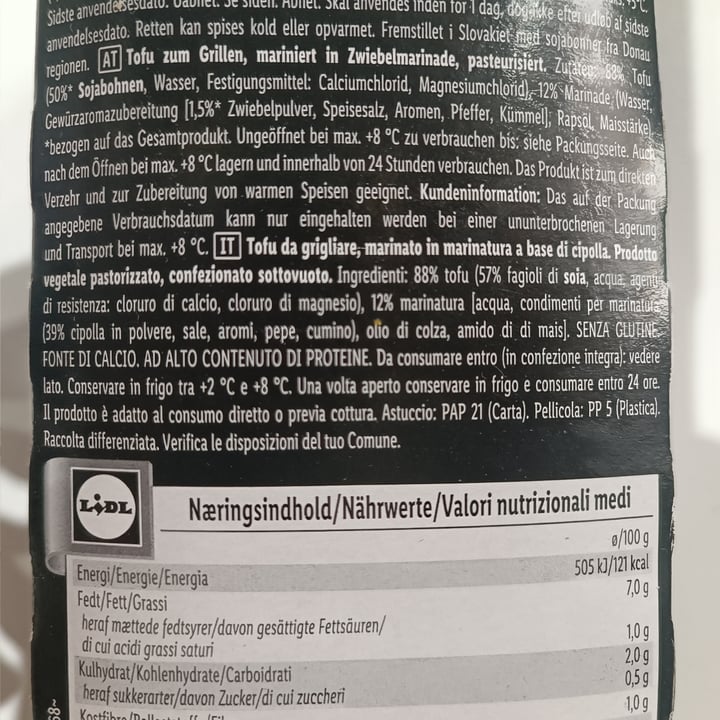 Sidste anvendelsesdato: Uåbnet: Se siden. Åbnet: Skal anvendes inden for 1 dag, dog ikke efter udløb af sidste
anvendelsesdato. Retten kan spises kold eller opvarmet. Fremstillet i Slovakiet med sojabønner fra Donau
regionen. AT Tofu zum Grillen, mariniert in Zwiebelmarinade, pasteurisiert. Zutaten: 88% Tofu
(50%* Sojabohnen, Wasser, Festigungsmittel: Calciumchlorid, Magnesiumchlorid), 12% Marinade (Wasser,
Gewürzaromazubereitung [1,5%* Zwiebelpulver, Speisesalz, Aromen, Pfeffer, Kümmel], Rapsöl, Maisstärke)
*bezogen auf das Gesamtprodukt. Ungeöffnet bei max. +8 °C zu verbrauchen bis: siehe Packungsseite. Auch
nach dem Öffnen bei max. +8 °C lagern und innerhalb von 24 Stunden verbrauchen. Das Produkt ist zum direkten
Verzehr und zur Zubereitung von warmen Speisen geeignet. Kundeninformation: Das auf der Packung
angegebene Verbrauchsdatum kann nur eingehalten werden bei einer ununterbrochenen Lagerung
und Transport bei max. +8 °C. IT Tofu da grigliare, marinato in marinatura a base di cipolla. Prodotto
vegetale pastorizzato, confezionato sottovuoto. Ingredienti: 88% tofu (57% fagioli di soia, acqua, agenti
di resistenza: cloruro di calcio, cloruro di magnesio), 12% marinatura [acqua, condimenti per marinatura
(39% cipolla in polvere, sale, aromi, pepe, cumino), olio di colza, amido di di mais]. SENZA GLUTINE.
FONTE DI CALCIO. AD ALTO CONTENUTO DI PROTEINE. Da consumare entro (in confezione integra): vedere
lato. Conservare in frigo tra +2 °C e +8 °C. Una volta aperto conservare in frigo e consumare entro 24 ore.
Il prodotto è adatto al consumo diretto o previa cottura. Astuccio: PAP 21 (Carta). Pellicola: PP 5 (Plastica).
Raccolta differenziata. Verifica le disposizioni del tuo Comune.
LIDL
Næringsindhold/Nährwerte/Valori nutrizionali medi
ø/100 g
Energi/Energie/Energia 505 kJ/121 kcal
Fedt/Fett/Grassi 7,0 g
heraf mættede fedtsyrer/davon gesättigte Fettsäuren/
di cui acidi grassi saturi 1,0 g
Kulhydrat/Kohlenhydrate/Carboidrati 2,0 g
heraf sukkerarter/davon Zucker/di cui zuccheri 0,5 g
1,0 g